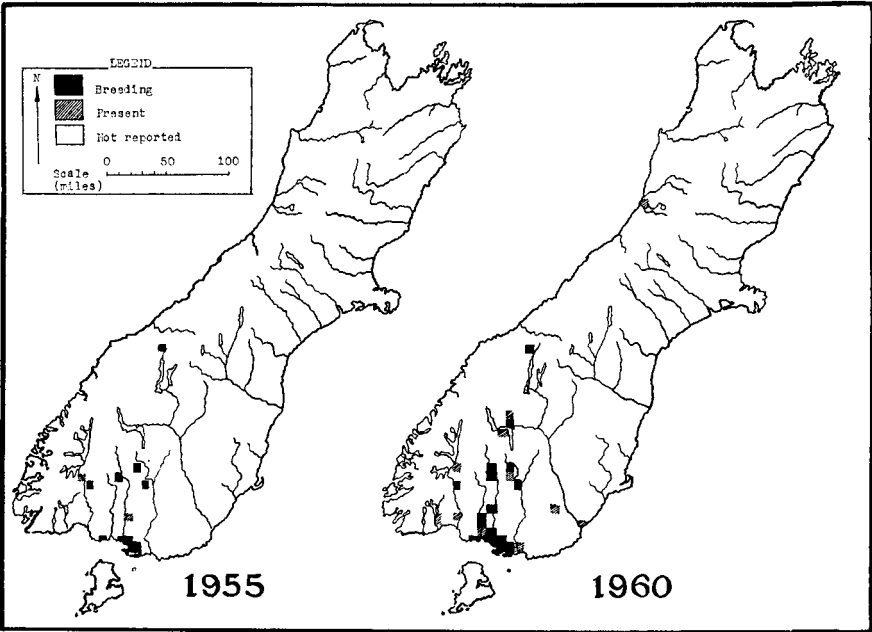 LEGEND
N
Breeding
Present
Not reported
0 50 100
Scale
(miles)
1955
1960